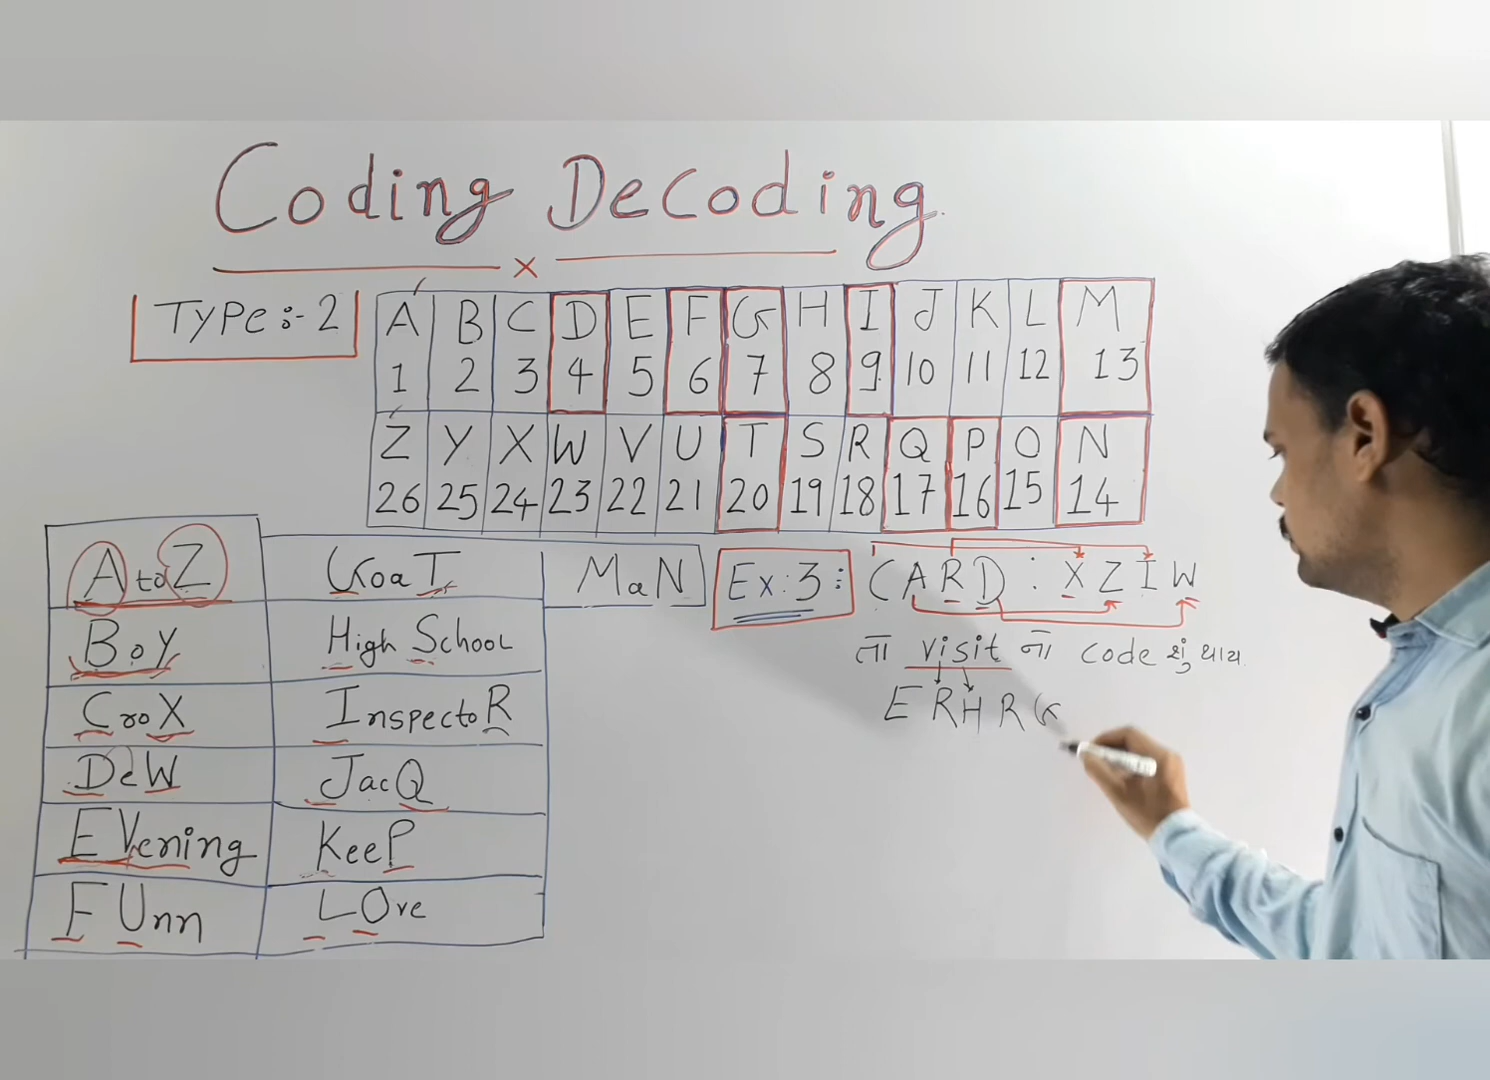 Coding Decoding
x
Type:- 2
A B C D E F G H I J K L M
1 2 3 4 5 6 7 8 9 10 11 12 13
Z Y X W V U T S R Q P O N
26 25 24 23 22 21 20 19 18 17 16 15 14
A to Z
GoaT
MaN
BoY
High School
CroX
InspectoR
DeW
JacQ
EVening
KeeP
FUnn
LOve
Ex:3:
CARD : XZIW
તો visit નો code શું થાય
ERHRG